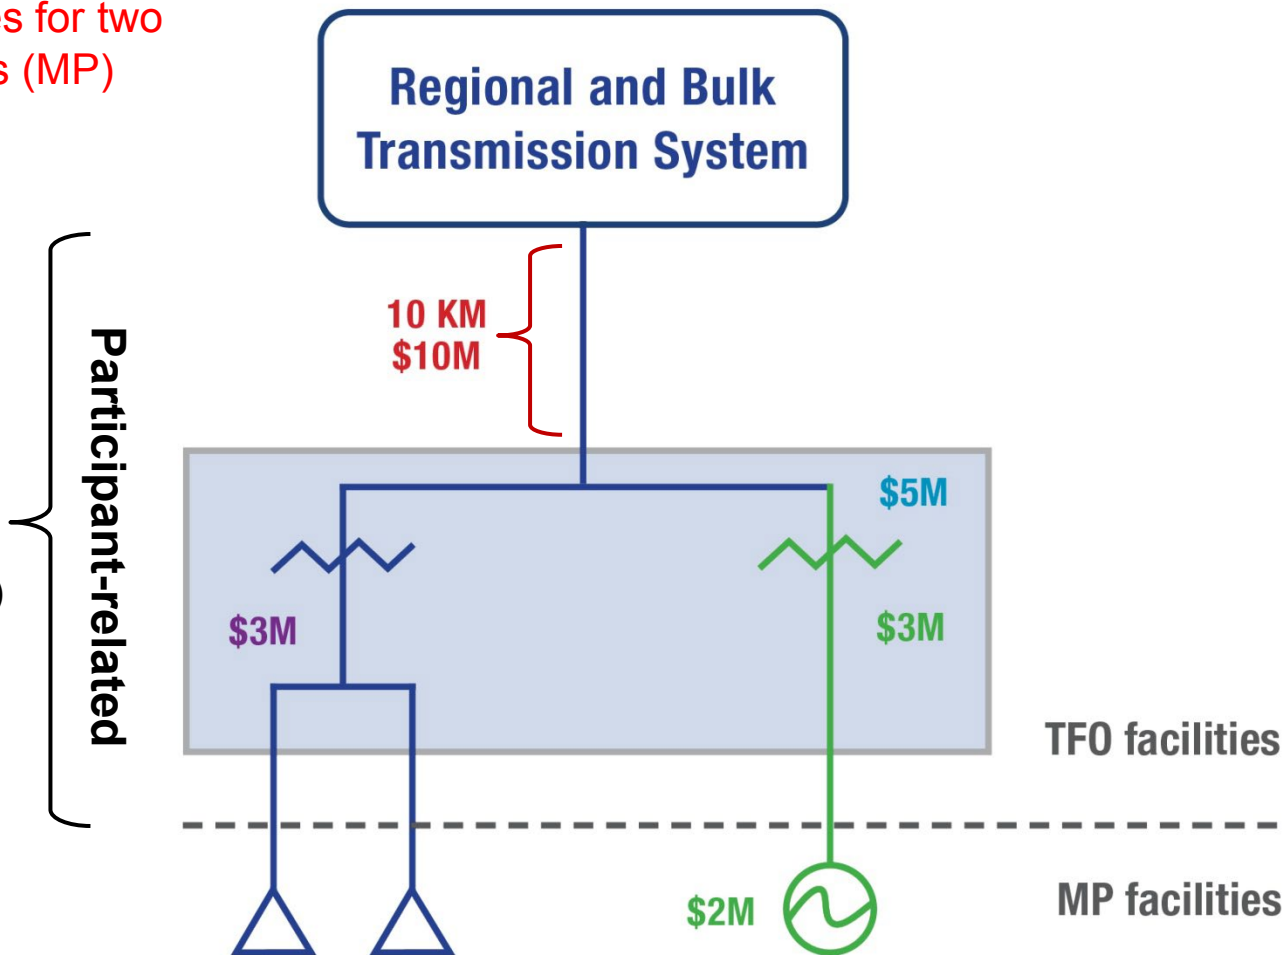 es for two
s (MP)
Regional and Bulk
Transmission System
10 KM
$10M
Participant-related
$5M
$3M
$3M
)
TFO facilities
MP facilities
$2M